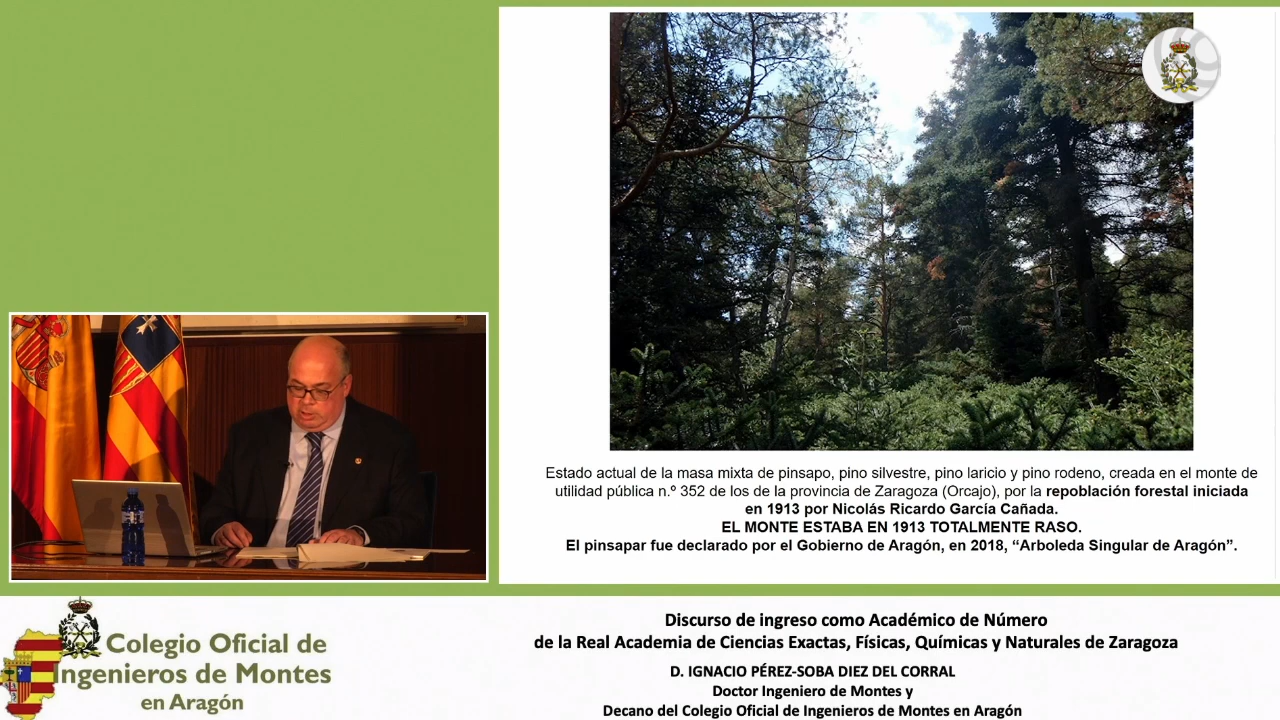 Estado actual de la masa mixta de pinsapo, pino silvestre, pino laricio y pino rodeno, creada en el monte de
utilidad pública n.º 352 de los de la provincia de Zaragoza (Orcajo), por la repoblación forestal iniciada
en 1913 por Nicolás Ricardo García Cañada.
EL MONTE ESTABA EN 1913 TOTALMENTE RASO.
El pinsapar fue declarado por el Gobierno de Aragón, en 2018, “Arboleda Singular de Aragón”.
Colegio Oficial de
Ingenieros de Montes
en Aragón
Discurso de ingreso como Académico de Número
de la Real Academia de Ciencias Exactas, Físicas, Químicas y Naturales de Zaragoza
D. IGNACIO PÉREZ-SOBA DIEZ DEL CORRAL
Doctor Ingeniero de Montes y
Decano del Colegio Oficial de Ingenieros de Montes en Aragón